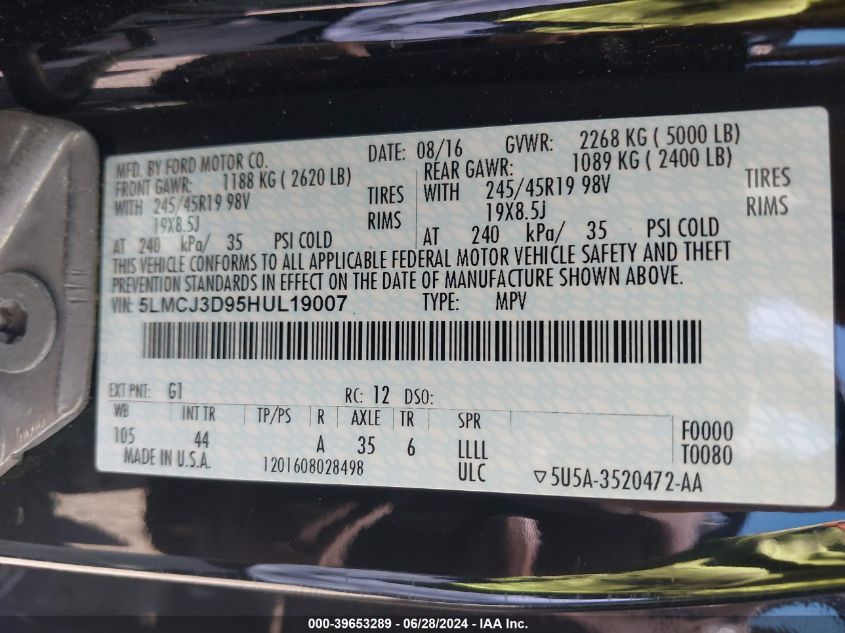 MFD. BY FORD MOTOR CO.
DATE: 08/16 GVWR: 2268 KG ( 5000 LB)
FRONT GAWR: 1188 KG ( 2620 LB)
REAR GAWR: 1089 KG ( 2400 LB)
WITH 245/45R19 98V TIRES
WITH 245/45R19 98V TIRES
19X8.5J RIMS
19X8.5J RIMS
AT 240 kPa/ 35 PSI COLD
AT 240 kPa/ 35 PSI COLD
THIS VEHICLE CONFORMS TO ALL APPLICABLE FEDERAL MOTOR VEHICLE SAFETY AND THEFT
PREVENTION STANDARDS IN EFFECT ON THE DATE OF MANUFACTURE SHOWN ABOVE.
VIN: 5LMCJ3D95HUL19007 TYPE: MPV
EXT PNT: G1 RC: 12 DSO:
WB INT TR TP/PS R AXLE TR SPR
105 44 A 35 6 LLLL
F0000
T0080
MADE IN U.S.A. 1201608028498 ULC ▽5U5A-3520472-AA
000-39653289 - 06/28/2024 - IAA Inc.